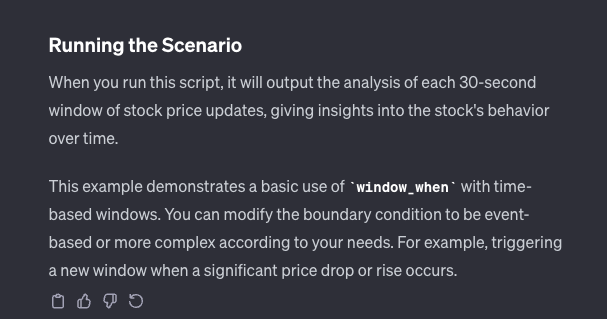 Running the Scenario
When you run this script, it will output the analysis of each 30-second
window of stock price updates, giving insights into the stock's behavior
over time.
This example demonstrates a basic use of `window_when` with time-
based windows. You can modify the boundary condition to be event-
based or more complex according to your needs. For example, triggering
a new window when a significant price drop or rise occurs.